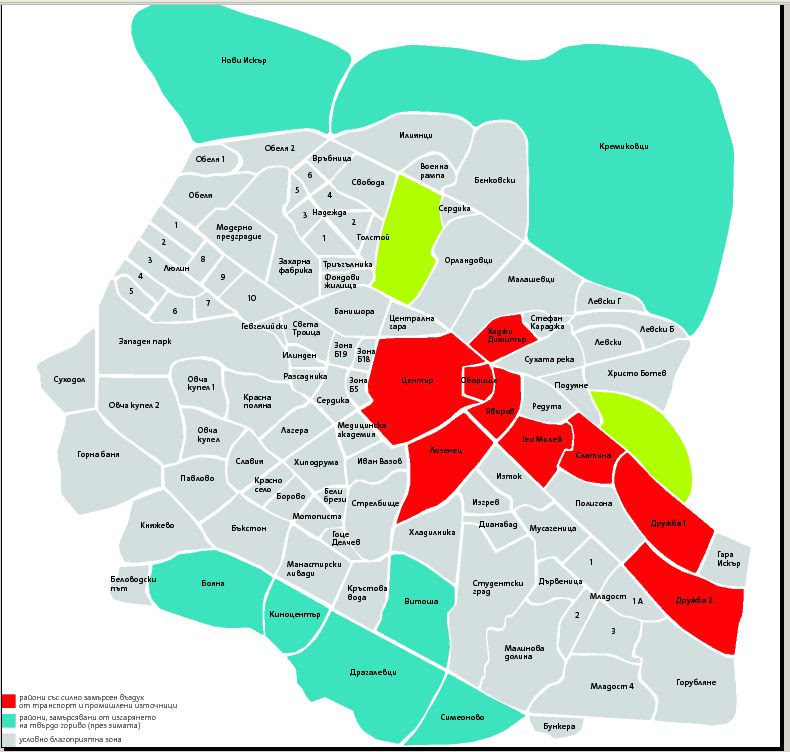 Нови Искър
Кремиковци
Илиянци
Обеля 2
Обеля 1
Връбница
Военна
рампа
Свобода
Бенковски
6
5
4
Обеля
3
Надежда
2
1
Сердика
Толстой
1
2
3
4
5
Люлин
6
7
8
9
10
Модерно
предградие
Захарна
фабрика
Триъгълника
Фондови
жилища
Орландовци
Малашевци
Левски Г
Левски Б
Левски
Банишора
Централна
гара
Хаджи
Димитър
Стефан
Караджа
Гевгелийски
Света
Троица
Западен парк
Илинден
Зона
Б19
Зона
Б18
Сухата река
Христо Ботев
Суходол
Овча
купел 1
Разсадника
Зона
Б5
Център
Оборище
Подуяне
Овча купел 2
Красна
поляна
Сердика
Яворов
Редута
Овча
купел
Лагера
Медицинска
академия
Гео Милев
Горна баня
Славия
Хиподрума
Иван Вазов
Лозенец
Слатина
Павлово
Красно
село
Борово
Бели
брези
Стрелбище
Изток
Изгрев
Полигона
Княжево
Бъкстон
Мотописта
Гоце
Делчев
Хладилника
Дианабад
Мусагеница
Дружба 1
Гара
Искър
Беловодски
път
Бояна
Манастирски
ливади
Кръстова
вода
Витоша
Студентски
град
Дървеница
1
Младост
1 А
2
3
Дружба 2
Киноцентър
Малинова
долина
Драгалевци
Младост 4
Горубляне
Симеоново
Бункера
райони със силно замърсен въздух
от транспорт и промишлени източници
райони, замърсявани от изгарянето
на твърдо гориво (през зимата)
условно благоприятна зона